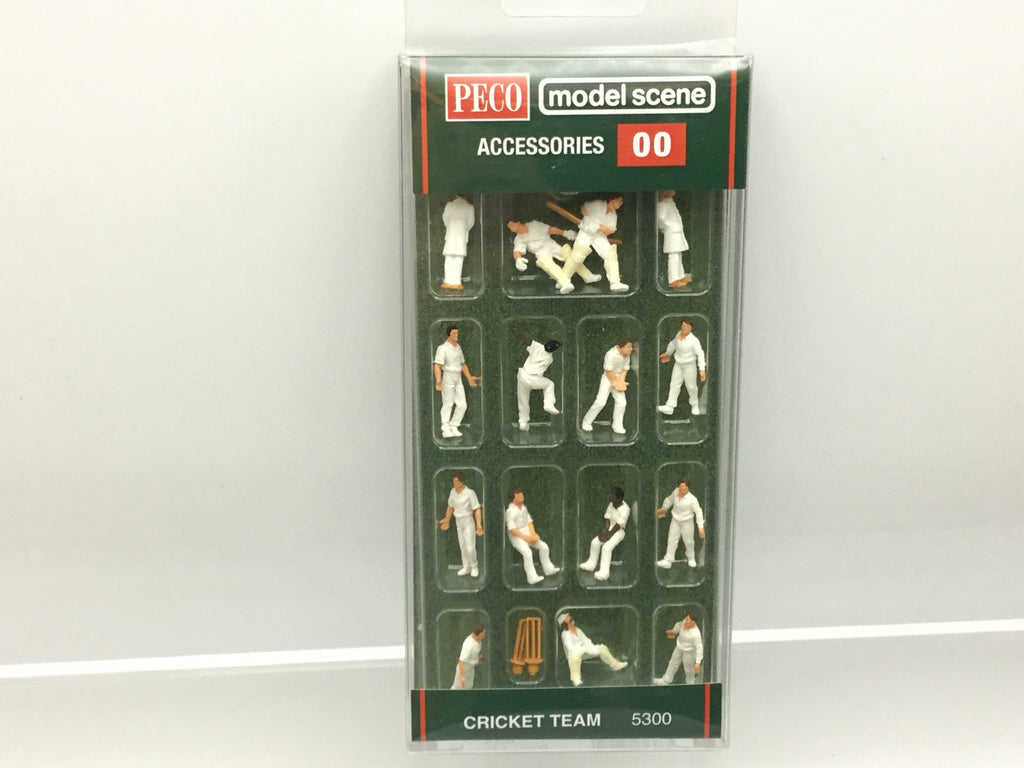 PECO model scene
ACCESSORIES 00
CRICKET TEAM 5300